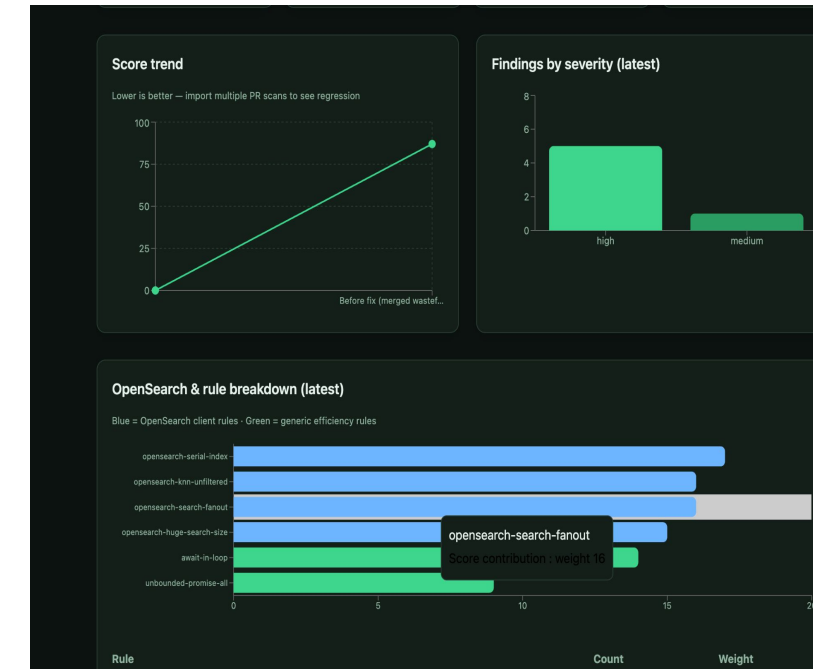 Score trend
Lower is better — import multiple PR scans to see regression
100
75
50
25
0
Before fix (merged wastef...
Findings by severity (latest)
8
6
4
2
0
high
medium
OpenSearch & rule breakdown (latest)
Blue = OpenSearch client rules · Green = generic efficiency rules
opensearch-serial-index
opensearch-knn-unfiltered
opensearch-search-fanout
opensearch-huge-search-size
await-in-loop
unbounded-promise-all
opensearch-search-fanout
Score contribution : weight 16
0 5 10 15
Rule Count Weight